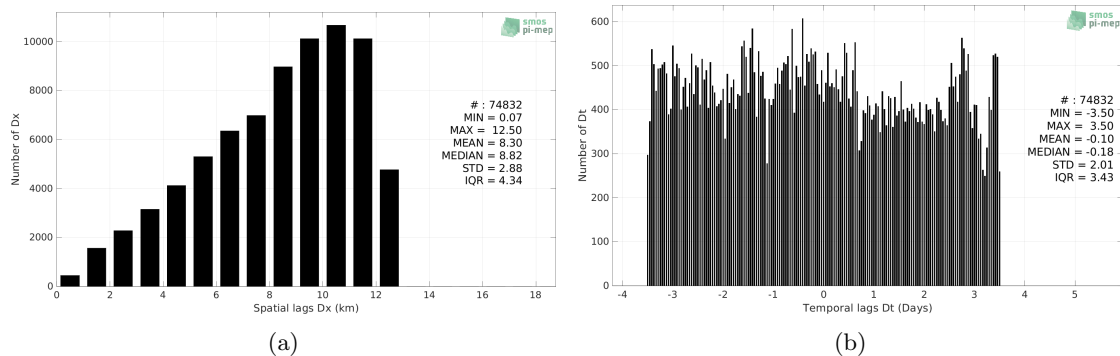 smos
pi-mep
10000
8000
6000
4000
2000
0
Number of Dx
# : 74832
MIN = 0.07
MAX = 12.50
MEAN = 8.30
MEDIAN = 8.82
STD = 2.88
IQR = 4.34
0 2 4 6 8 10 12 14 16 18
Spatial lags Dx (km)
(a)
smos
pi-mep
600
500
400
300
200
100
0
Number of Dt
# : 74832
MIN = -3.50
MAX = 3.50
MEAN = -0.10
MEDIAN = -0.18
STD = 2.01
IQR = 3.43
-4 -3 -2 -1 0 1 2 3 4 5
Temporal lags Dt (Days)
(b)